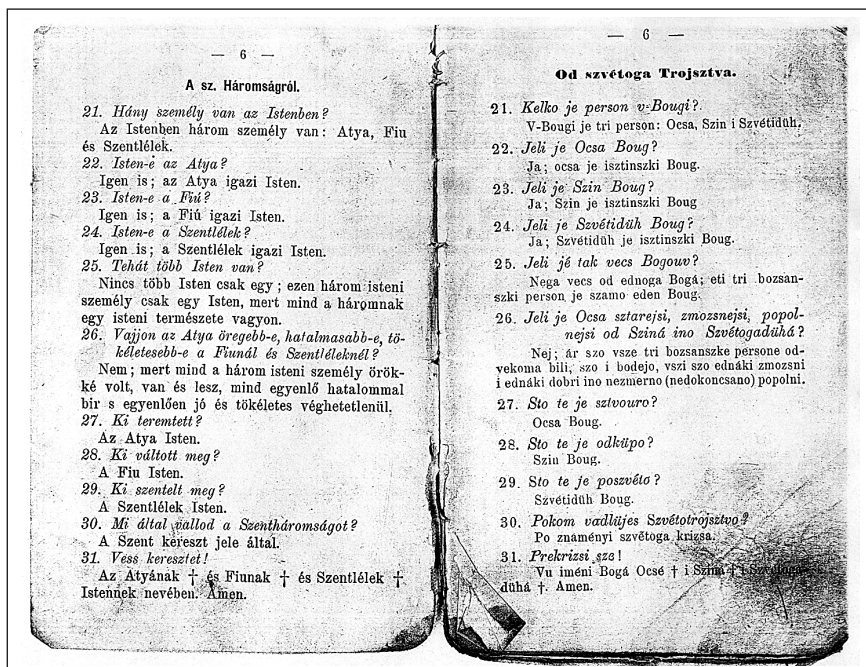 — 6 —
A sz. Háromságról.
21. Hány személy van az Istenben?
Az Istenben három személy van: Atya, Fiu
és Szentlélek.
22. Isten-e az Atya?
Igen is; az Atya igazi Isten.
23. Isten-e a Fiú?
Igen is; a Fiú igazi Isten.
24. Isten-e a Szentlélek?
Igen is; a Szentlélek igazi Isten.
25. Tehát több Isten van?
Nincs több Isten csak egy; ezen három isteni
személy csak egy Isten, mert mind a háromnak
egy isteni természete vagyon.
26. Vajjon az Atya öregebb-e, hatalmasabb-e, tö-
kéletesebb-e a Fiunál és Szentléleknél?
Nem; mert mind a három isteni személy örök-
ké volt, van és lesz, mind egyenlő hatalommal
bir s egyenlően jó és tökéletes véghetetlenül.
27. Ki teremtett?
Az Atya Isten.
28. Ki váltott meg?
A Fiu Isten.
29. Ki szentelt meg?
A Szentlélek Isten.
30. Mi által vallod a Szentháromságot?
A Szent kereszt jele által.
31. Vess keresztet!
Az Atyának † és Fiunak † és Szentlélek †
Istennek nevében. Amen.
— 6 —
Od szvétoga Trojsztva.
21. Kelko je person v-Bougi?
V-Bougi je tri person: Ocsa, Szin i Szvétidüh.
22. Jeli je Ocsa Boug?
Ja; ocsa je isztinszki Boug.
23. Jeli je Szin Boug?
Ja; Szin je isztinszki Boug
24. Jeli je Szvétidüh Boug?
Ja; Szvétidüh je isztinszki Boug.
25. Jeli jé tak vecs Bogouv?
Nega vecs od ednoga Bogá; eti tri bozsan-
szki person je szamo eden Boug.
26. Jeli je Ocsa sztarejsi, zmozsnejsi, popol-
nejsi od Sziná ino Szvétogadühá?
Nej; ár szo vsze tri bozsanszke persone od-
vekoma bili, szo i bodejo, vszi szo ednáki zmozsni
i ednáki dobri ino nezmerno (nedokoncsano) popolni.
27. Sto te je sztvouro?
Ocsa Boug.
28. Sto te je odküpo?
Szin Boug.
29. Sto te je poszvéto?
Szvétidüh Boug.
30. Pokom vadlüjes Szvétotrojsztvo?
Po znaményi szvétoga krizsa.
31. Prekrizsi sze!
Vu iméni Bogá Ocsé † i Sziná † i Szvétoga-
dühá †. Amen.